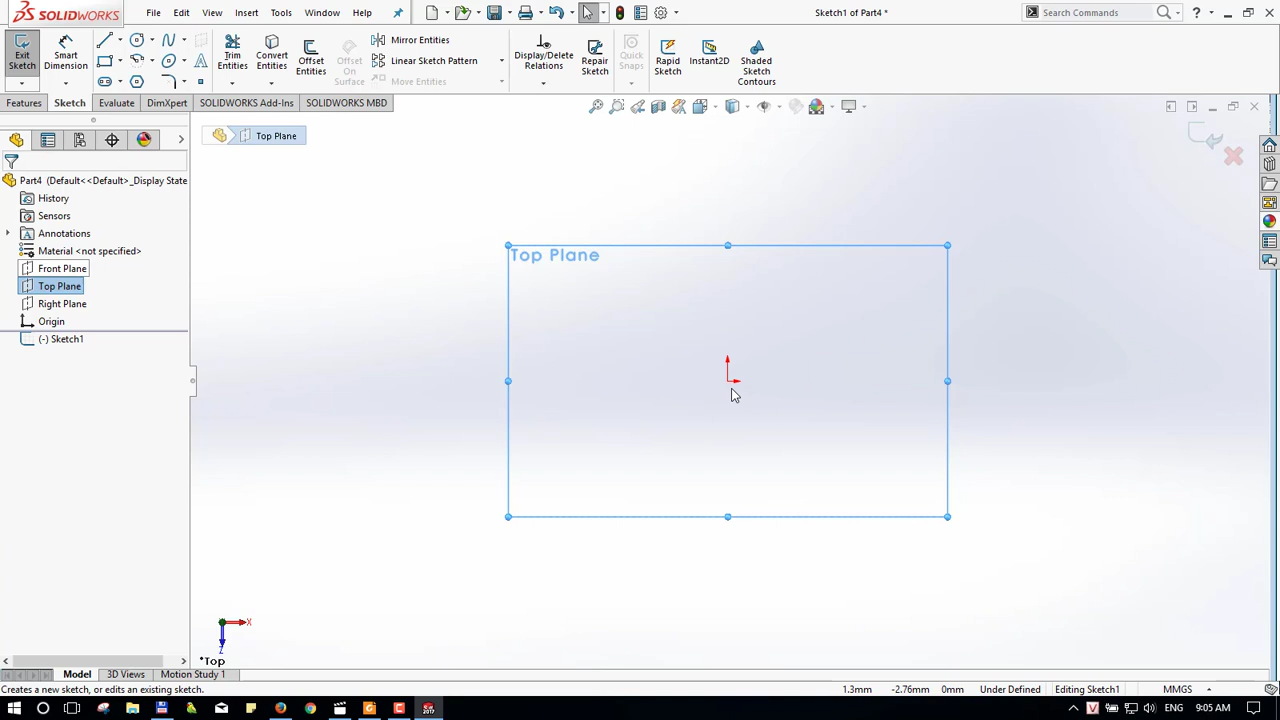 SOLIDWORKS
File
Edit
View
Insert
Tools
Window
Help
Sketch1 of Part4 *
Search Commands
Exit Sketch
Smart Dimension
Trim Entities
Convert Entities
Offset Entities
Offset On Surface
Mirror Entities
Linear Sketch Pattern
Move Entities
Display/Delete Relations
Repair Sketch
Quick Snaps
Rapid Sketch
Instant2D
Shaded Sketch Contours
Features
Sketch
Evaluate
DimXpert
SOLIDWORKS Add-Ins
SOLIDWORKS MBD
Top Plane
Part4 (Default<<Default>_Display State
History
Sensors
Annotations
Material <not specified>
Front Plane
Top Plane
Right Plane
Origin
(-) Sketch1
Top Plane
X
Z
*Top
Model
3D Views
Motion Study 1
Creates a new sketch, or edits an existing sketch.
1.3mm
-2.76mm
0mm
Under Defined
Editing Sketch1
MMGS
2017
V
ENG
9:05 AM